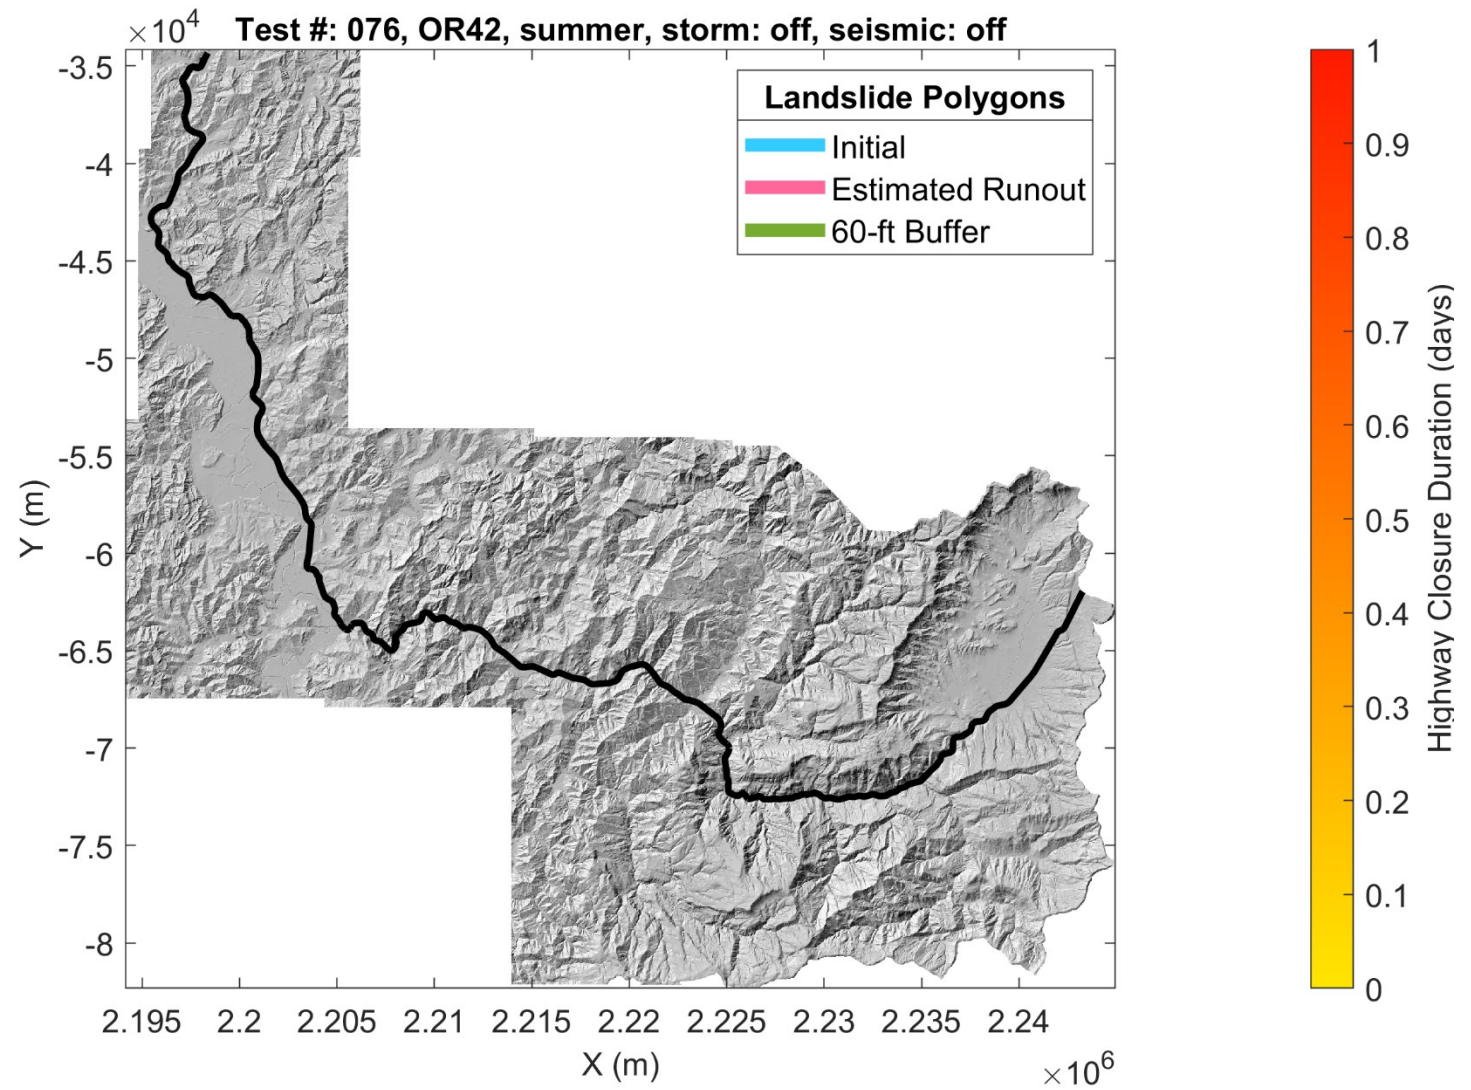 ×10⁴
Test #: 076, OR42, summer, storm: off, seismic: off
Landslide Polygons
Initial
Estimated Runout
60-ft Buffer
-3.5
-4
-4.5
-5
-5.5
-6
-6.5
-7
-7.5
-8
Y (m)
2.195 2.2 2.205 2.21 2.215 2.22 2.225 2.23 2.235 2.24
X (m)
×10⁶
1
0.9
0.8
0.7
0.6
0.5
0.4
0.3
0.2
0.1
0
Highway Closure Duration (days)